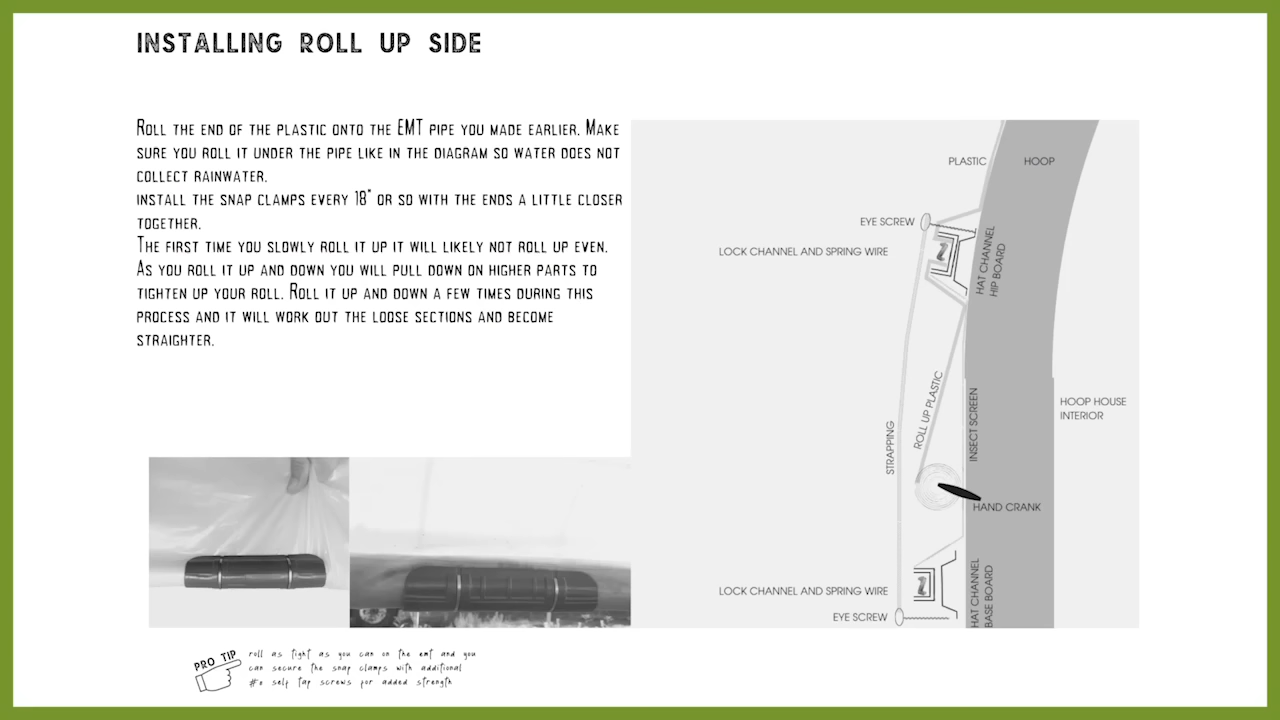 INSTALLING ROLL UP SIDE
ROLL THE END OF THE PLASTIC ONTO THE EMT PIPE YOU MADE EARLIER. MAKE
SURE YOU ROLL IT UNDER THE PIPE LIKE IN THE DIAGRAM SO WATER DOES NOT
COLLECT RAINWATER.
INSTALL THE SNAP CLAMPS EVERY 18" OR SO WITH THE ENDS A LITTLE CLOSER
TOGETHER.
THE FIRST TIME YOU SLOWLY ROLL IT UP IT WILL LIKELY NOT ROLL UP EVEN.
AS YOU ROLL IT UP AND DOWN YOU WILL PULL DOWN ON HIGHER PARTS TO
TIGHTEN UP YOUR ROLL. ROLL IT UP AND DOWN A FEW TIMES DURING THIS
PROCESS AND IT WILL WORK OUT THE LOOSE SECTIONS AND BECOME
STRAIGHTER.
PLASTIC
HOOP
EYE SCREW
LOCK CHANNEL AND SPRING WIRE
HAT CHANNEL
HIP BOARD
ROLL UP PLASTIC
INSECT SCREEN
STRAPPING
HOOP HOUSE
INTERIOR
HAND CRANK
LOCK CHANNEL AND SPRING WIRE
HAT CHANNEL
BASE BOARD
EYE SCREW
PRO TIP
roll as tight as you can on the emt and you
can secure the snap clamps with additional
self tap screws for added strength